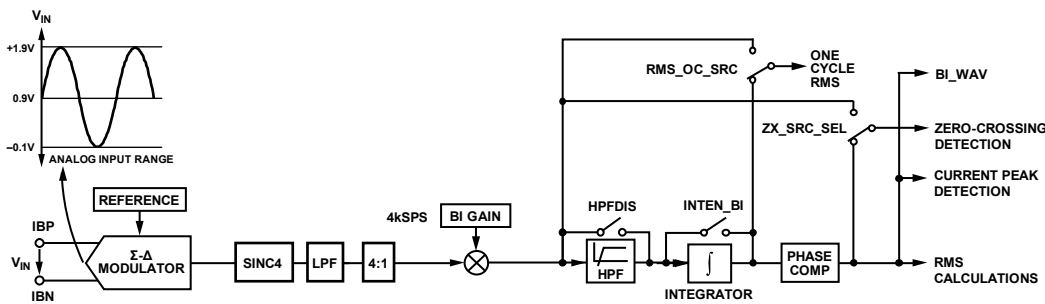 V_IN
+1.9V
0.9V
–0.1V
ANALOG INPUT RANGE
REFERENCE
IBP
V_IN
IBN
Σ-Δ
MODULATOR
SINC4
LPF
4:1
4kSPS
BI GAIN
HPFDIS
HPF
INTEN_BI
∫
INTEGRATOR
PHASE
COMP
RMS_OC_SRC
ONE
CYCLE
RMS
ZX_SRC_SEL
BI_WAV
ZERO-CROSSING
DETECTION
CURRENT PEAK
DETECTION
RMS
CALCULATIONS